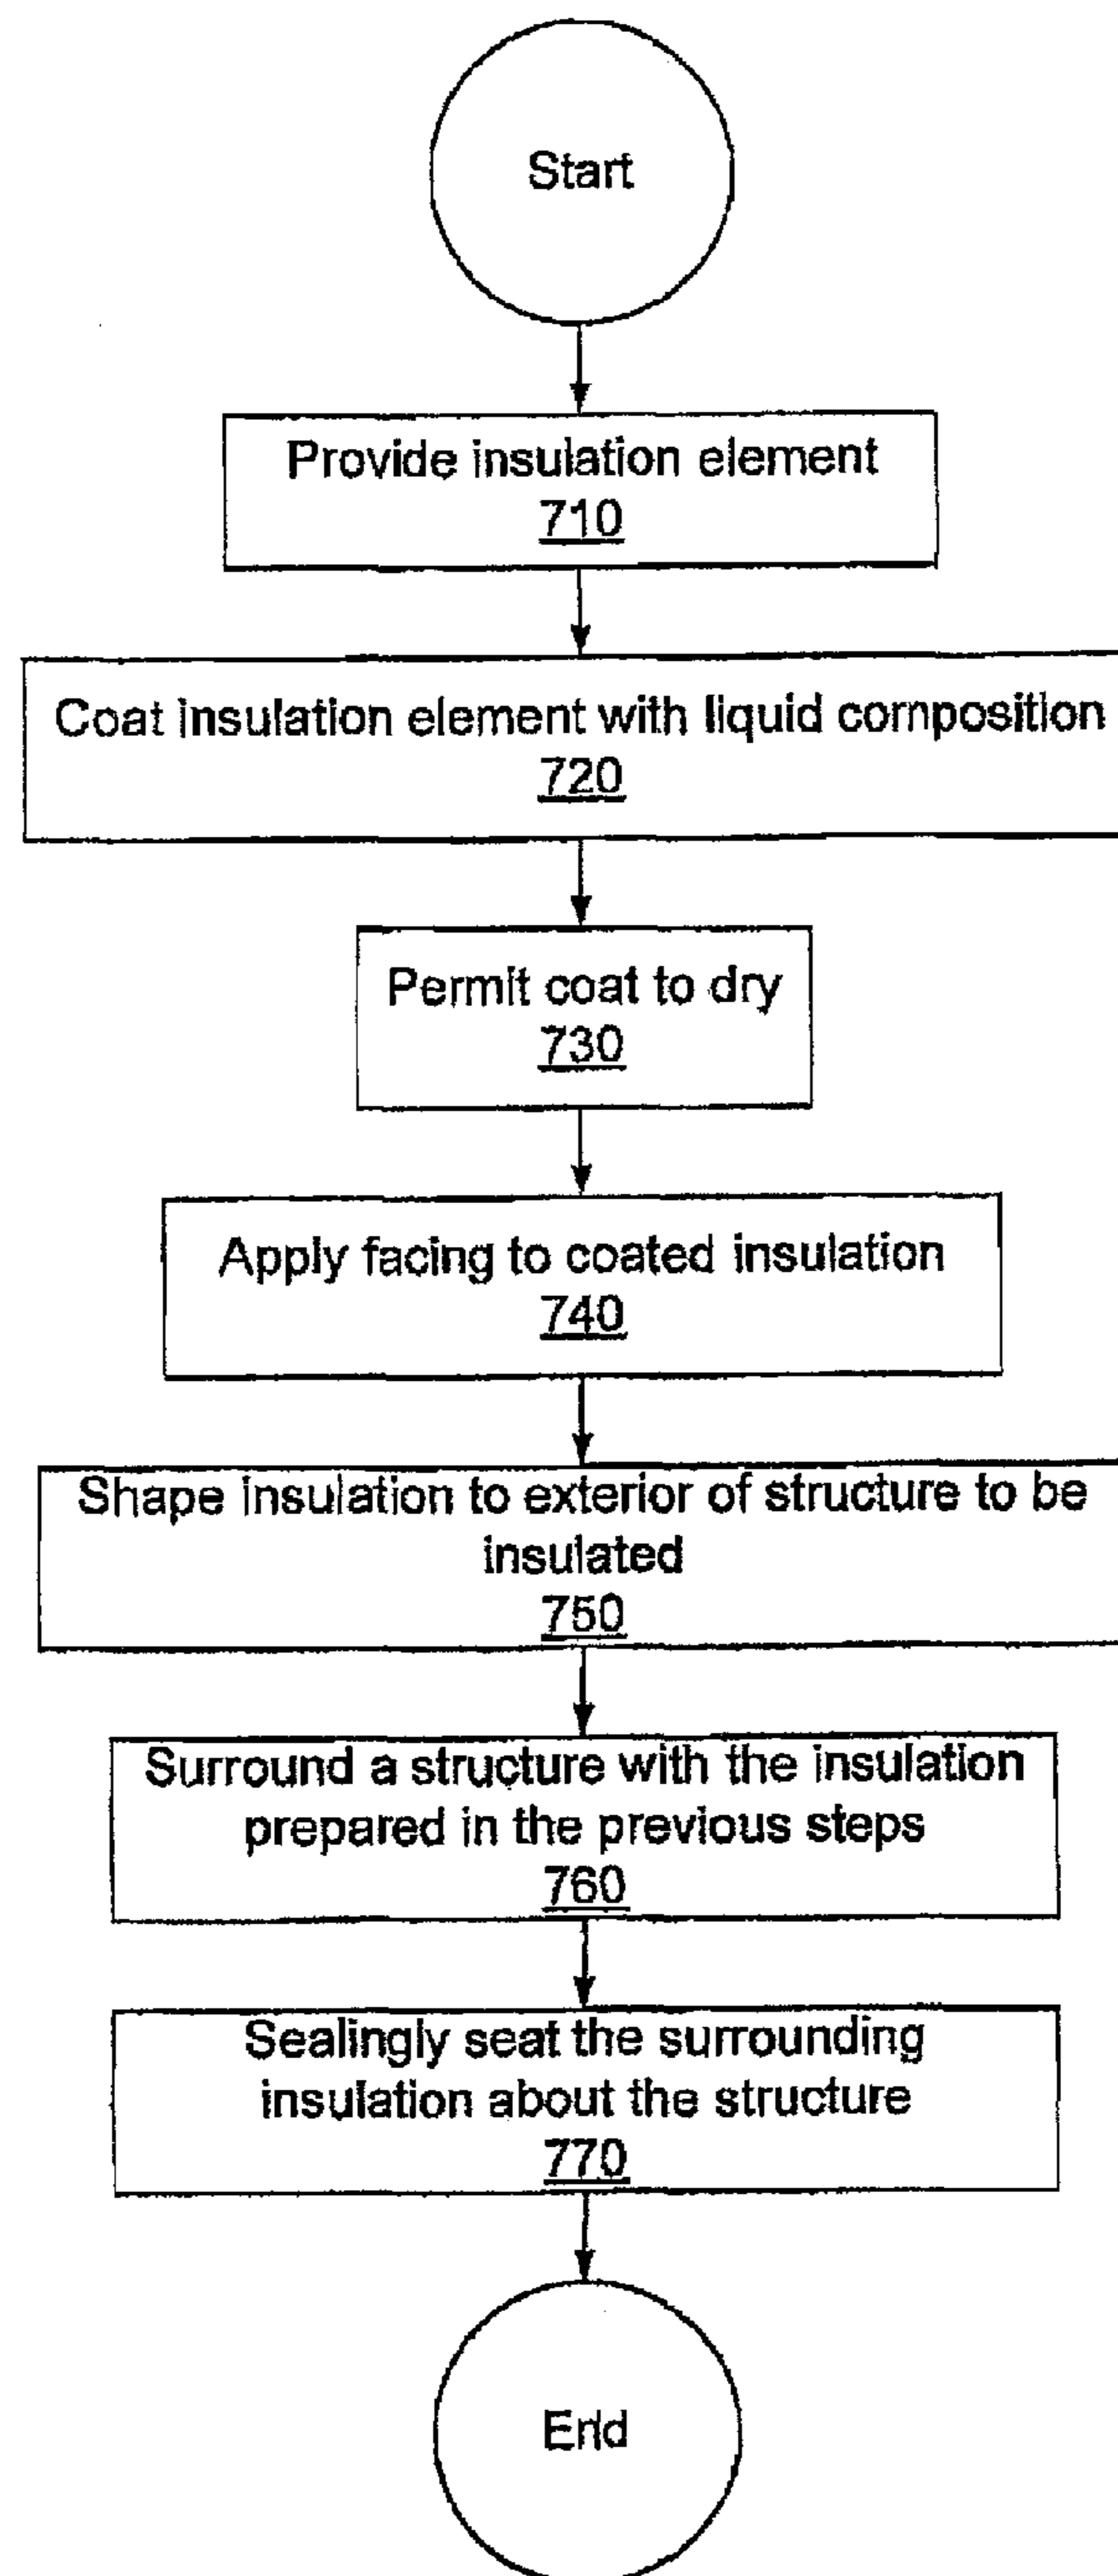 Start
Provide insulation element
710
Coat insulation element with liquid composition
720
Permit coat to dry
730
Apply facing to coated insulation
740
Shape insulation to exterior of structure to be
insulated
750
Surround a structure with the insulation
prepared in the previous steps
760
Sealingly seat the surrounding
insulation about the structure
770
End